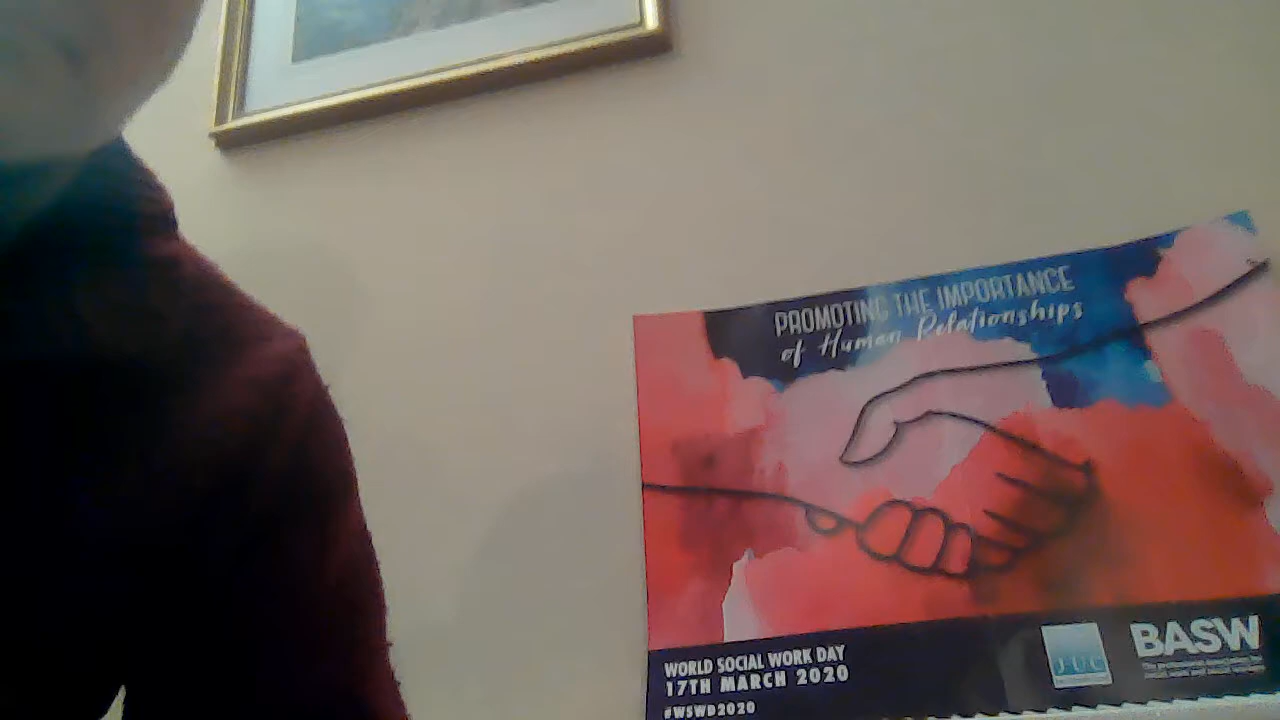 PROMOTING THE IMPORTANCE
of Human Relationships
WORLD SOCIAL WORK DAY
17TH MARCH 2020
#WSWD2020
BASW